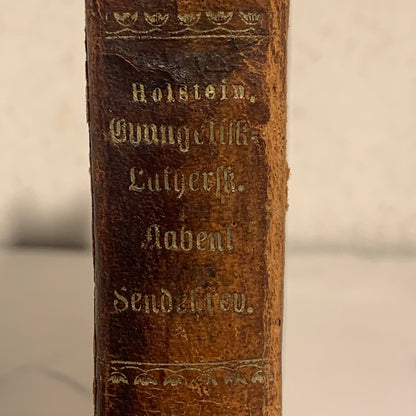 Holstein.
Evangelisk-
Luthersk.
Aabent
Sendebrev.